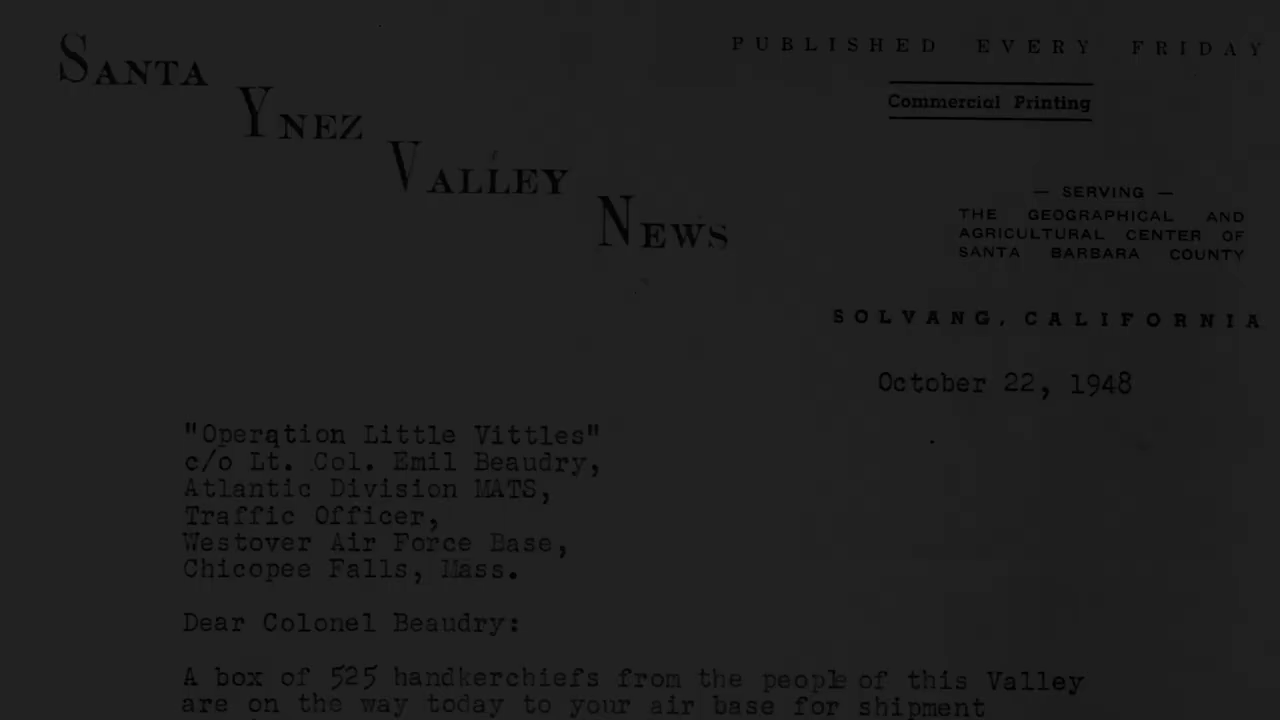 PUBLISHED EVERY FRIDAY
SANTA
YNEZ
VALLEY
NEWS
Commercial Printing
— SERVING —
THE GEOGRAPHICAL AND
AGRICULTURAL CENTER OF
SANTA BARBARA COUNTY
SOLVANG, CALIFORNIA
October 22, 1948
"Operation Little Vittles"
c/o Lt. Col. Emil Beaudry,
Atlantic Division MATS,
Traffic Officer,
Westover Air Force Base,
Chicopee Falls, Mass.
Dear Colonel Beaudry:
A box of 525 handkerchiefs from the people of this Valley
are on the way today to your air base for shipment